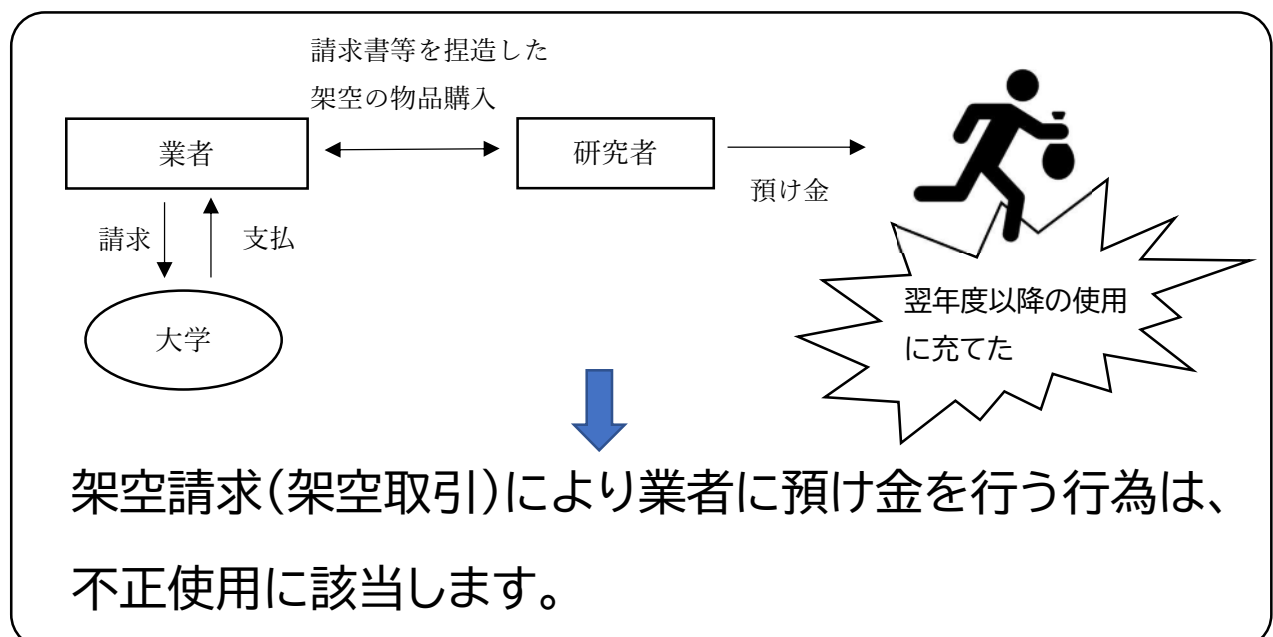 請求書等を捏造した
架空の物品購入
業者
研究者
預け金
請求
支払
大学
翌年度以降の使用
に充てた
架空請求(架空取引)により業者に預け金を行う行為は、
不正使用に該当します。